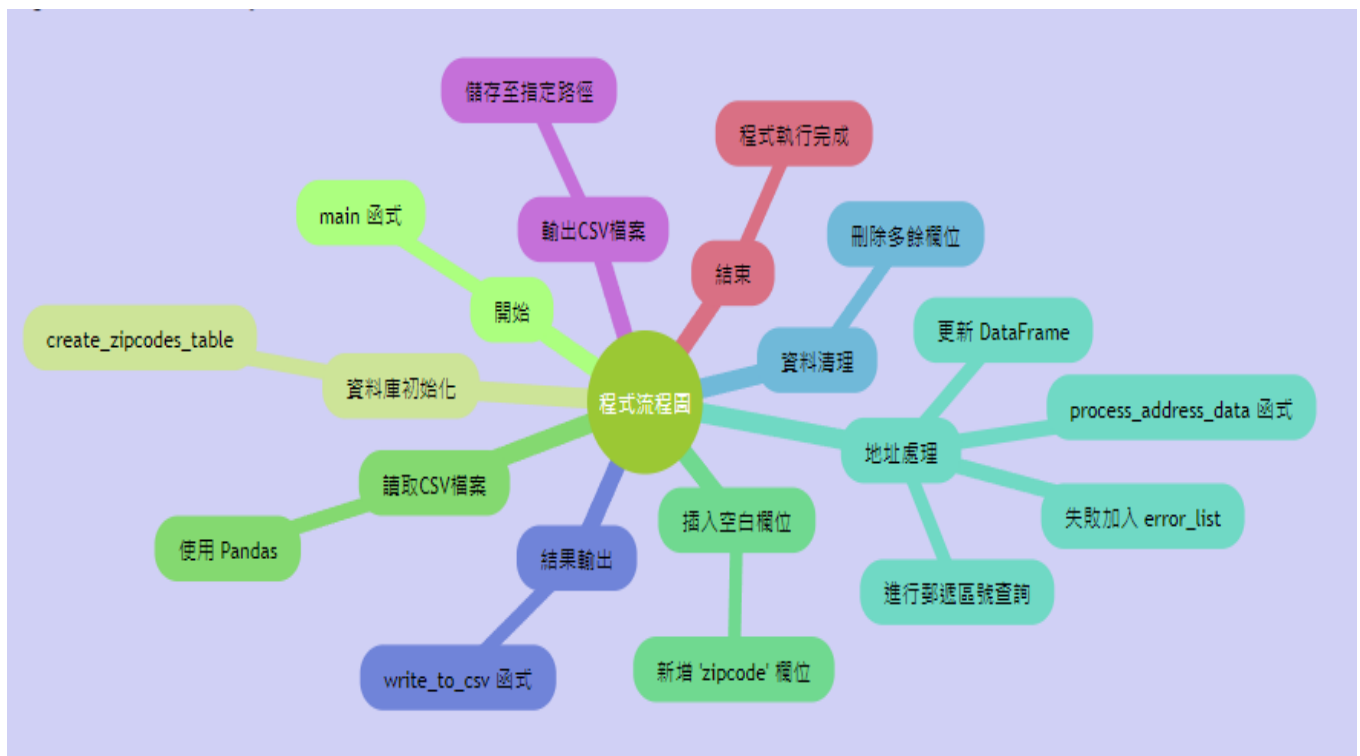 儲存至指定路徑
程式執行完成
main 函式
輸出CSV檔案
刪除多餘欄位
開始
結束
create_zipcodes_table
資料庫初始化
程式流程圖
資料清理
更新 DataFrame
process_address_data 函式
地址處理
讀取CSV檔案
插入空白欄位
失敗加入 error_list
使用 Pandas
結果輸出
進行郵遞區號查詢
write_to_csv 函式
新增 'zipcode' 欄位